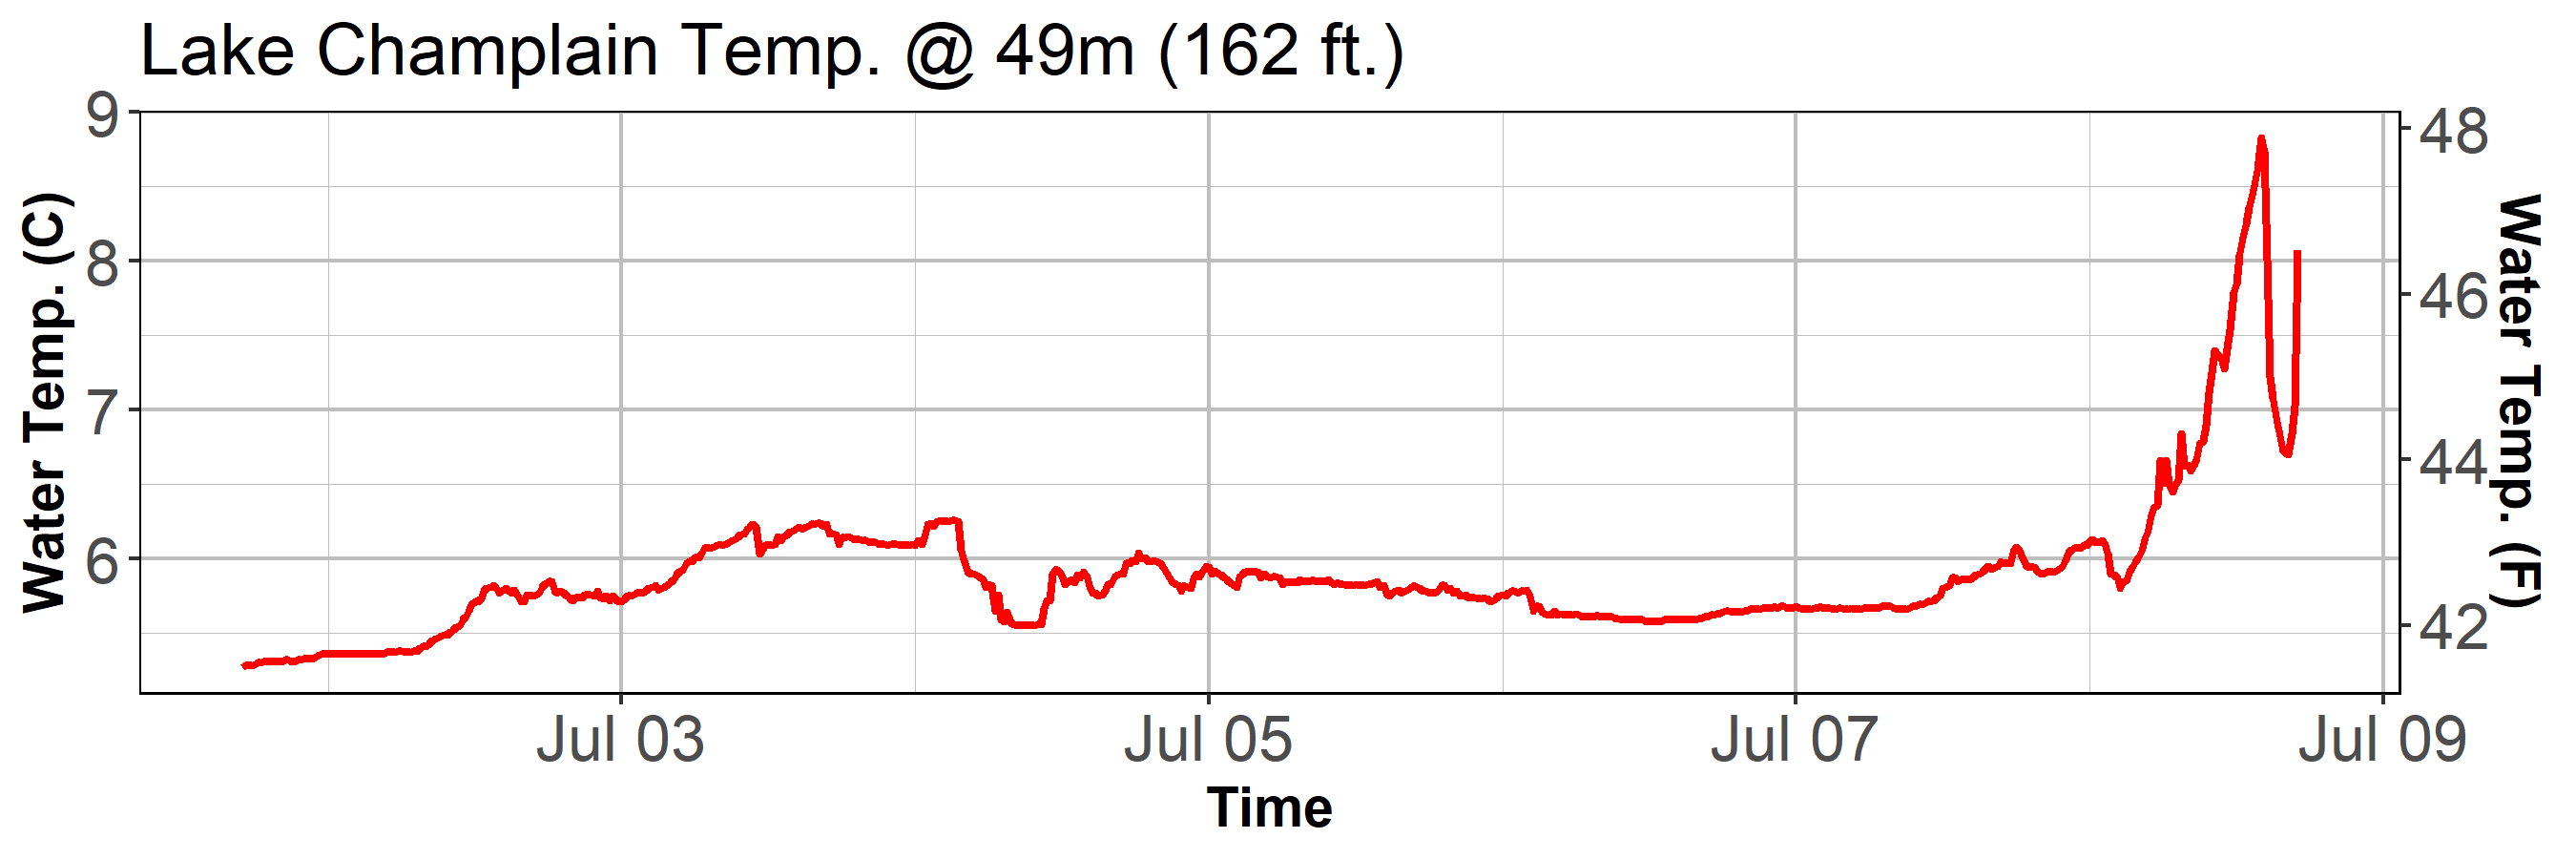 Lake Champlain Temp. @ 49m (162 ft.)
Water Temp. (C)
9
8
7
6
48
46
44
42
Water Temp. (F)
Jul 03 Jul 05 Jul 07 Jul 09
Time